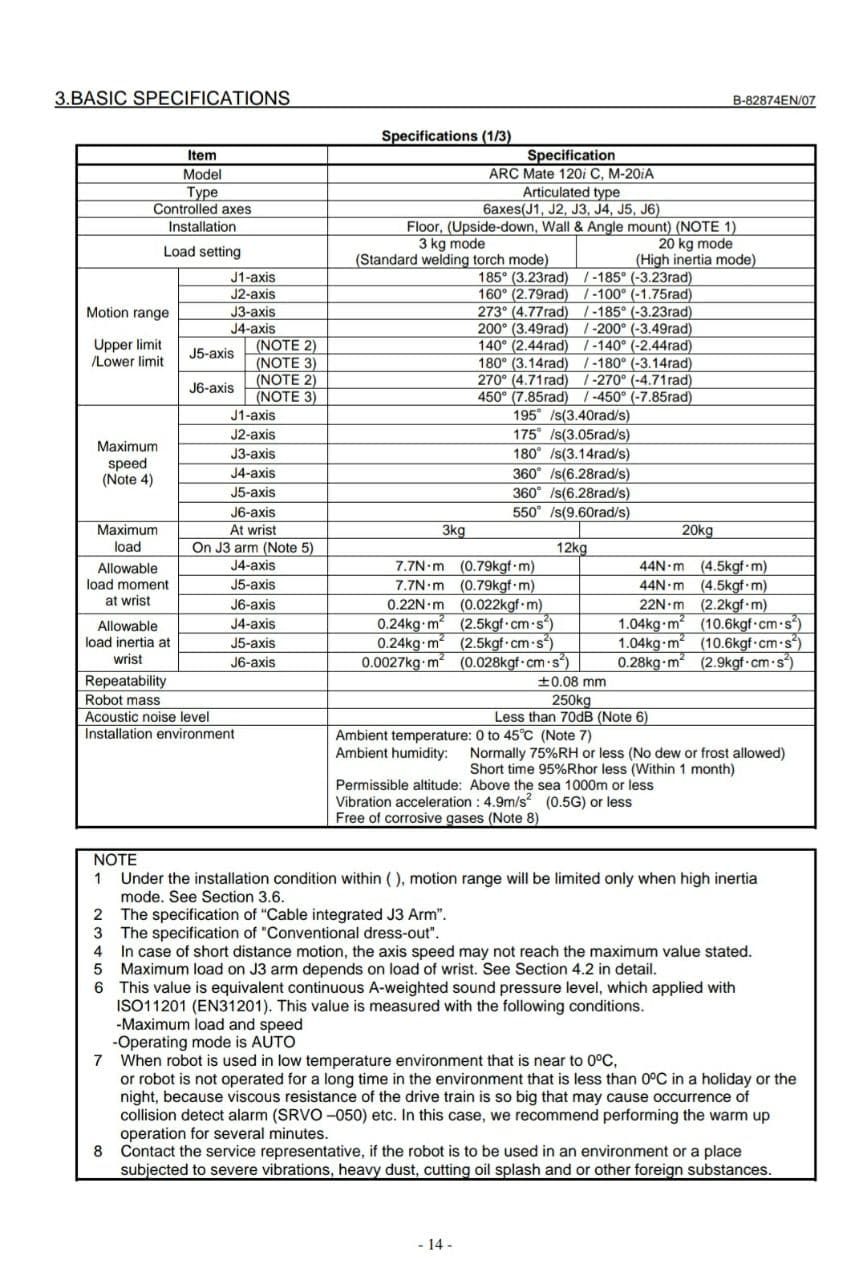 3.BASIC SPECIFICATIONS B-82874EN/07
Specifications (1/3)
Item Specification
Model ARC Mate 120i C, M-20iA
Type Articulated type
Controlled axes 6axes(J1, J2, J3, J4, J5, J6)
Installation Floor, (Upside-down, Wall & Angle mount) (NOTE 1)
Load setting 3 kg mode (Standard welding torch mode) 20 kg mode (High inertia mode)
Motion range Upper limit /Lower limit
J1-axis 185° (3.23rad) /-185° (-3.23rad)
J2-axis 160° (2.79rad) /-100° (-1.75rad)
J3-axis 273° (4.77rad) /-185° (-3.23rad)
J4-axis 200° (3.49rad) /-200° (-3.49rad)
J5-axis (NOTE 2) 140° (2.44rad) /-140° (-2.44rad)
(NOTE 3) 180° (3.14rad) /-180° (-3.14rad)
J6-axis (NOTE 2) 270° (4.71rad) /-270° (-4.71rad)
(NOTE 3) 450° (7.85rad) /-450° (-7.85rad)
Maximum speed (Note 4)
J1-axis 195° /s(3.40rad/s)
J2-axis 175° /s(3.05rad/s)
J3-axis 180° /s(3.14rad/s)
J4-axis 360° /s(6.28rad/s)
J5-axis 360° /s(6.28rad/s)
J6-axis 550° /s(9.60rad/s)
Maximum load
At wrist 3kg 20kg
On J3 arm (Note 5) 12kg
Allowable load moment at wrist
J4-axis 7.7N·m (0.79kgf·m) 44N·m (4.5kgf·m)
J5-axis 7.7N·m (0.79kgf·m) 44N·m (4.5kgf·m)
J6-axis 0.22N·m (0.022kgf·m) 22N·m (2.2kgf·m)
Allowable load inertia at wrist
J4-axis 0.24kg·m² (2.5kgf·cm·s²) 1.04kg·m² (10.6kgf·cm·s²)
J5-axis 0.24kg·m² (2.5kgf·cm·s²) 1.04kg·m² (10.6kgf·cm·s²)
J6-axis 0.0027kg·m² (0.028kgf·cm·s²) 0.28kg·m² (2.9kgf·cm·s²)
Repeatability ±0.08 mm
Robot mass 250kg
Acoustic noise level Less than 70dB (Note 6)
Installation environment Ambient temperature: 0 to 45℃ (Note 7)
Ambient humidity: Normally 75%RH or less (No dew or frost allowed)
Short time 95%Rhor less (Within 1 month)
Permissible altitude: Above the sea 1000m or less
Vibration acceleration : 4.9m/s² (0.5G) or less
Free of corrosive gases (Note 8)
NOTE
1 Under the installation condition within ( ), motion range will be limited only when high inertia
mode. See Section 3.6.
2 The specification of “Cable integrated J3 Arm”.
3 The specification of "Conventional dress-out".
4 In case of short distance motion, the axis speed may not reach the maximum value stated.
5 Maximum load on J3 arm depends on load of wrist. See Section 4.2 in detail.
6 This value is equivalent continuous A-weighted sound pressure level, which applied with
ISO11201 (EN31201). This value is measured with the following conditions.
-Maximum load and speed
-Operating mode is AUTO
7 When robot is used in low temperature environment that is near to 0ºC,
or robot is not operated for a long time in the environment that is less than 0ºC in a holiday or the
night, because viscous resistance of the drive train is so big that may cause occurrence of
collision detect alarm (SRVO –050) etc. In this case, we recommend performing the warm up
operation for several minutes.
8 Contact the service representative, if the robot is to be used in an environment or a place
subjected to severe vibrations, heavy dust, cutting oil splash and or other foreign substances.
- 14 -